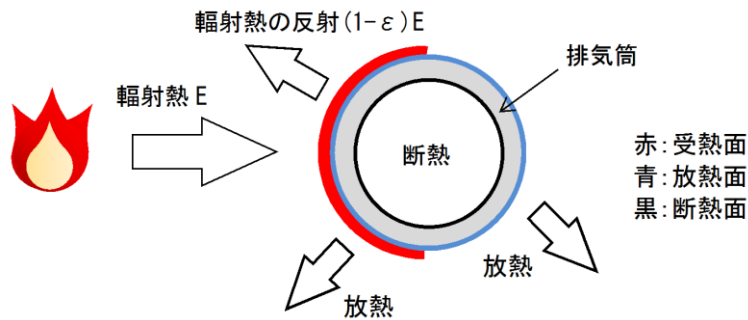 輻射熱の反射(1-ε)E
排気筒
輻射熱 E
断熱
赤:受熱面
青:放熱面
黒:断熱面
放熱
放熱